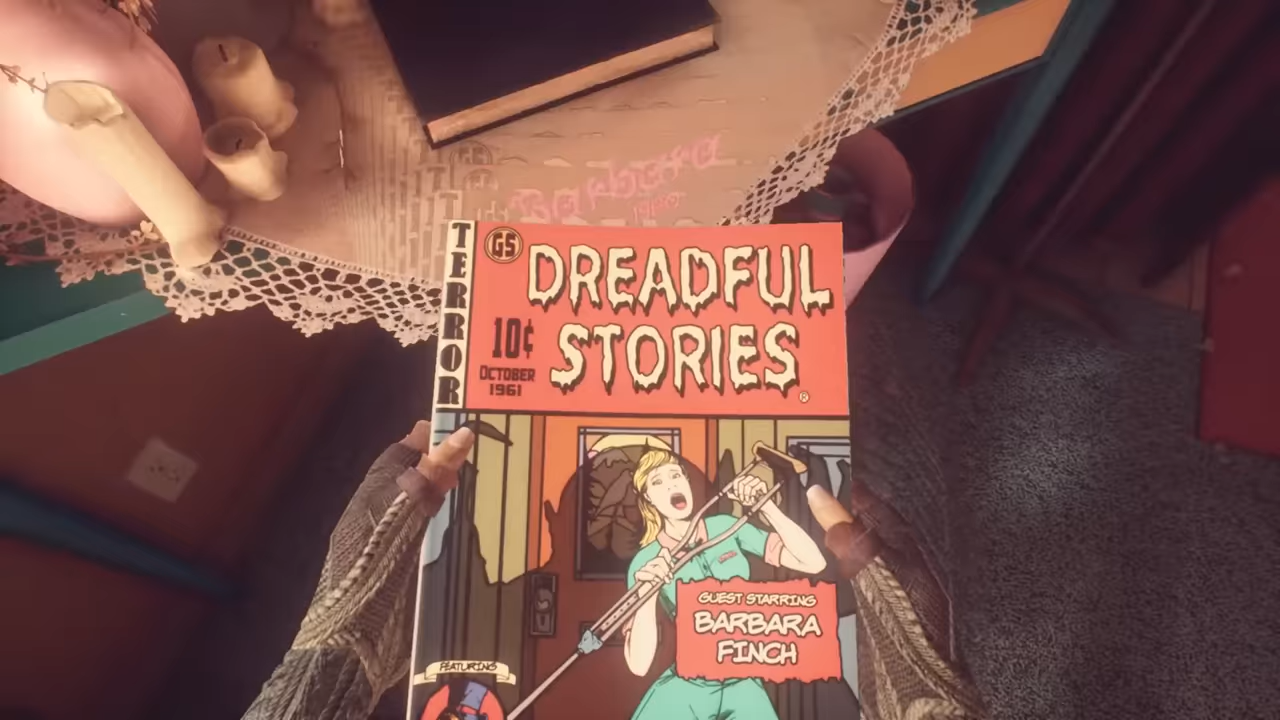 TERROR
GS
DREADFUL
STORIES
®
10¢
OCTOBER
1961
GUEST STARRING
BARBARA
FINCH
FEATURING